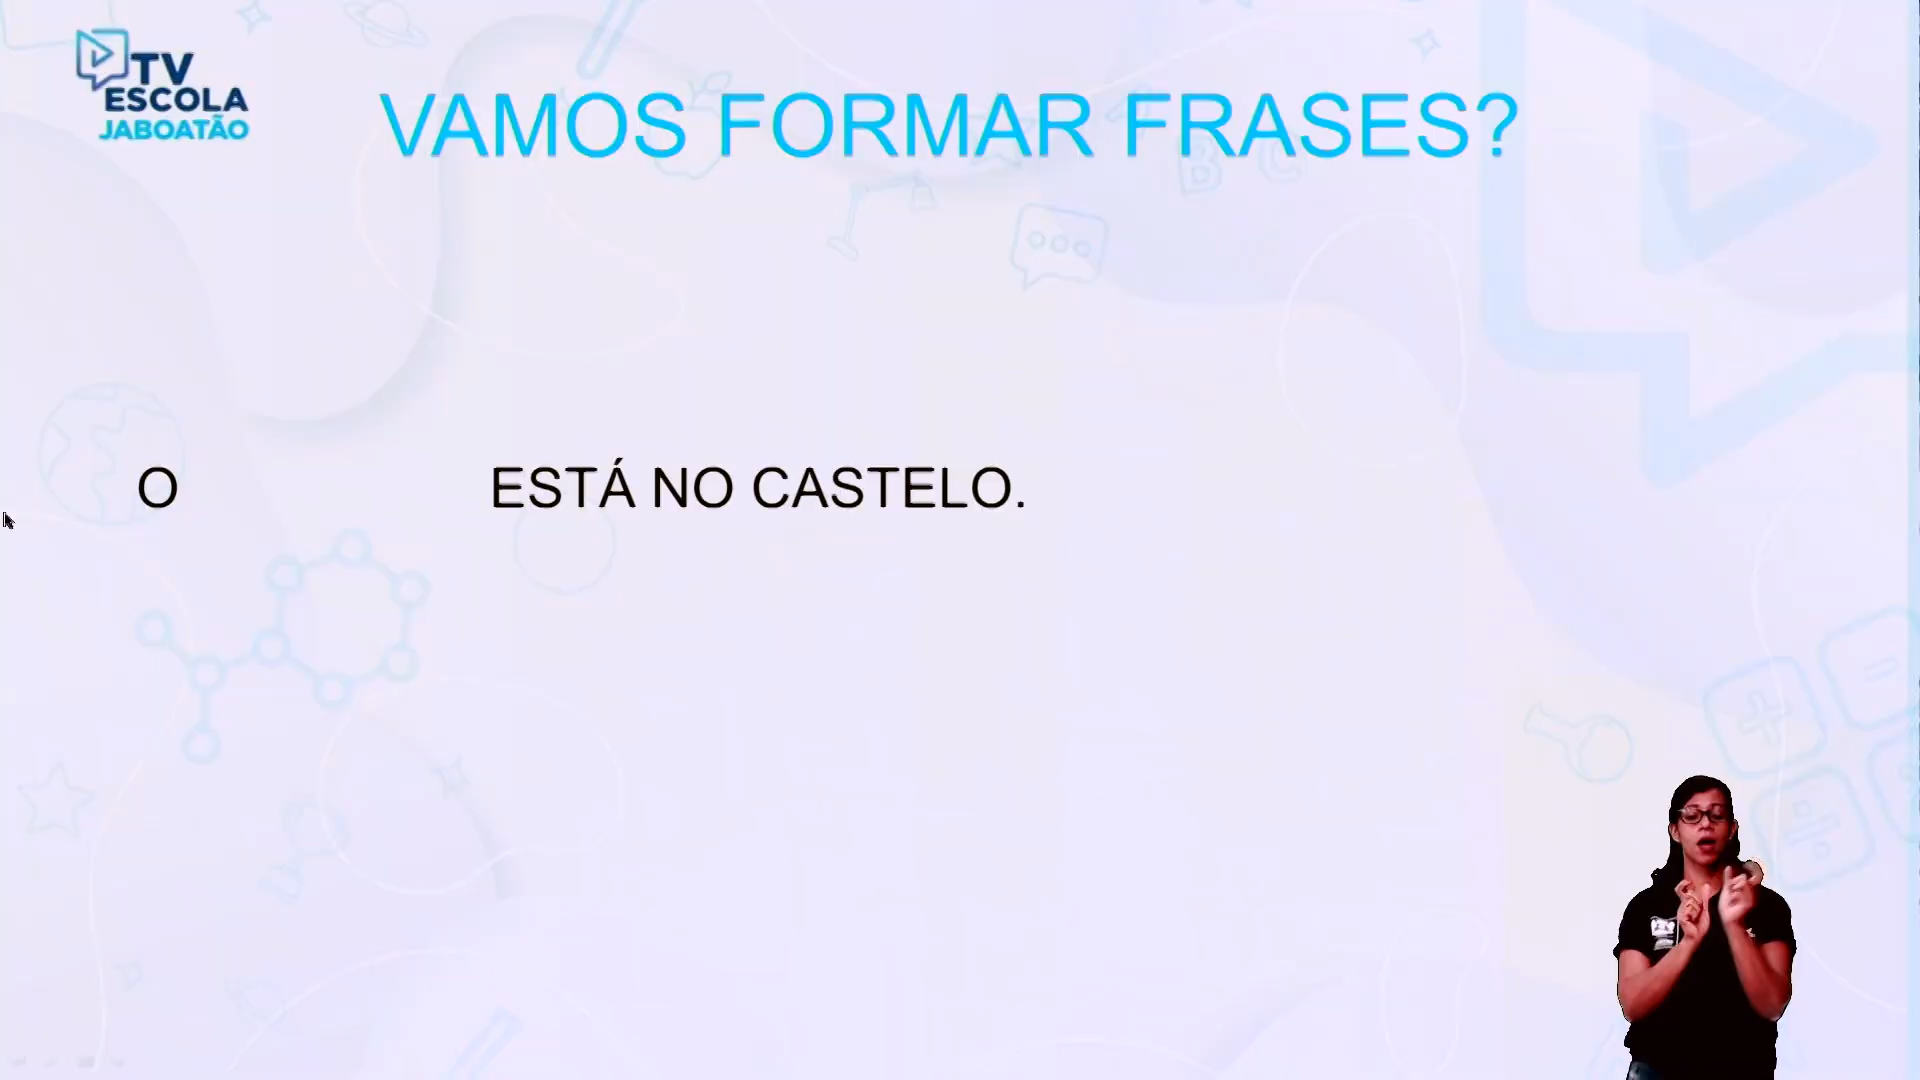 TV
ESCOLA
JABOATÃO
VAMOS FORMAR FRASES?
O ESTÁ NO CASTELO.